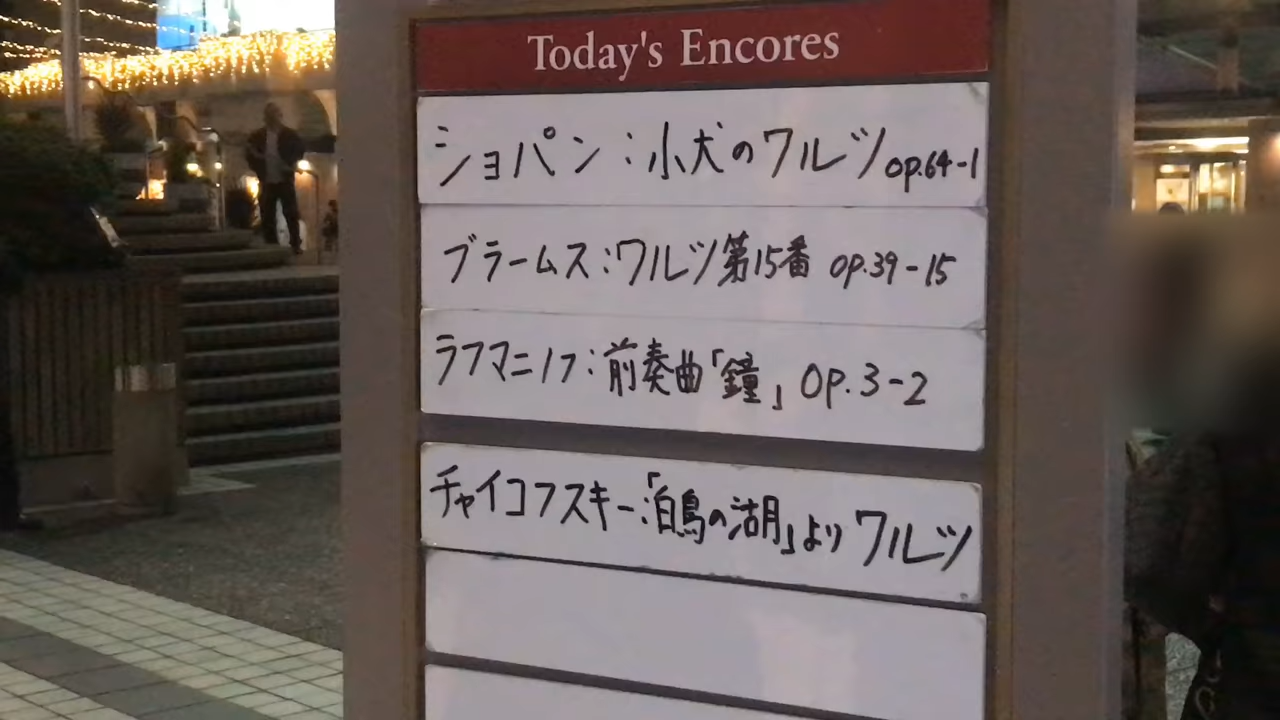 Today's Encores
ショパン：小犬のワルツ op.64-1
ブラームス：ワルツ第15番 op.39-15
ラフマニノフ：前奏曲「鐘」 op.3-2
チャイコフスキー：「白鳥の湖」より ワルツ